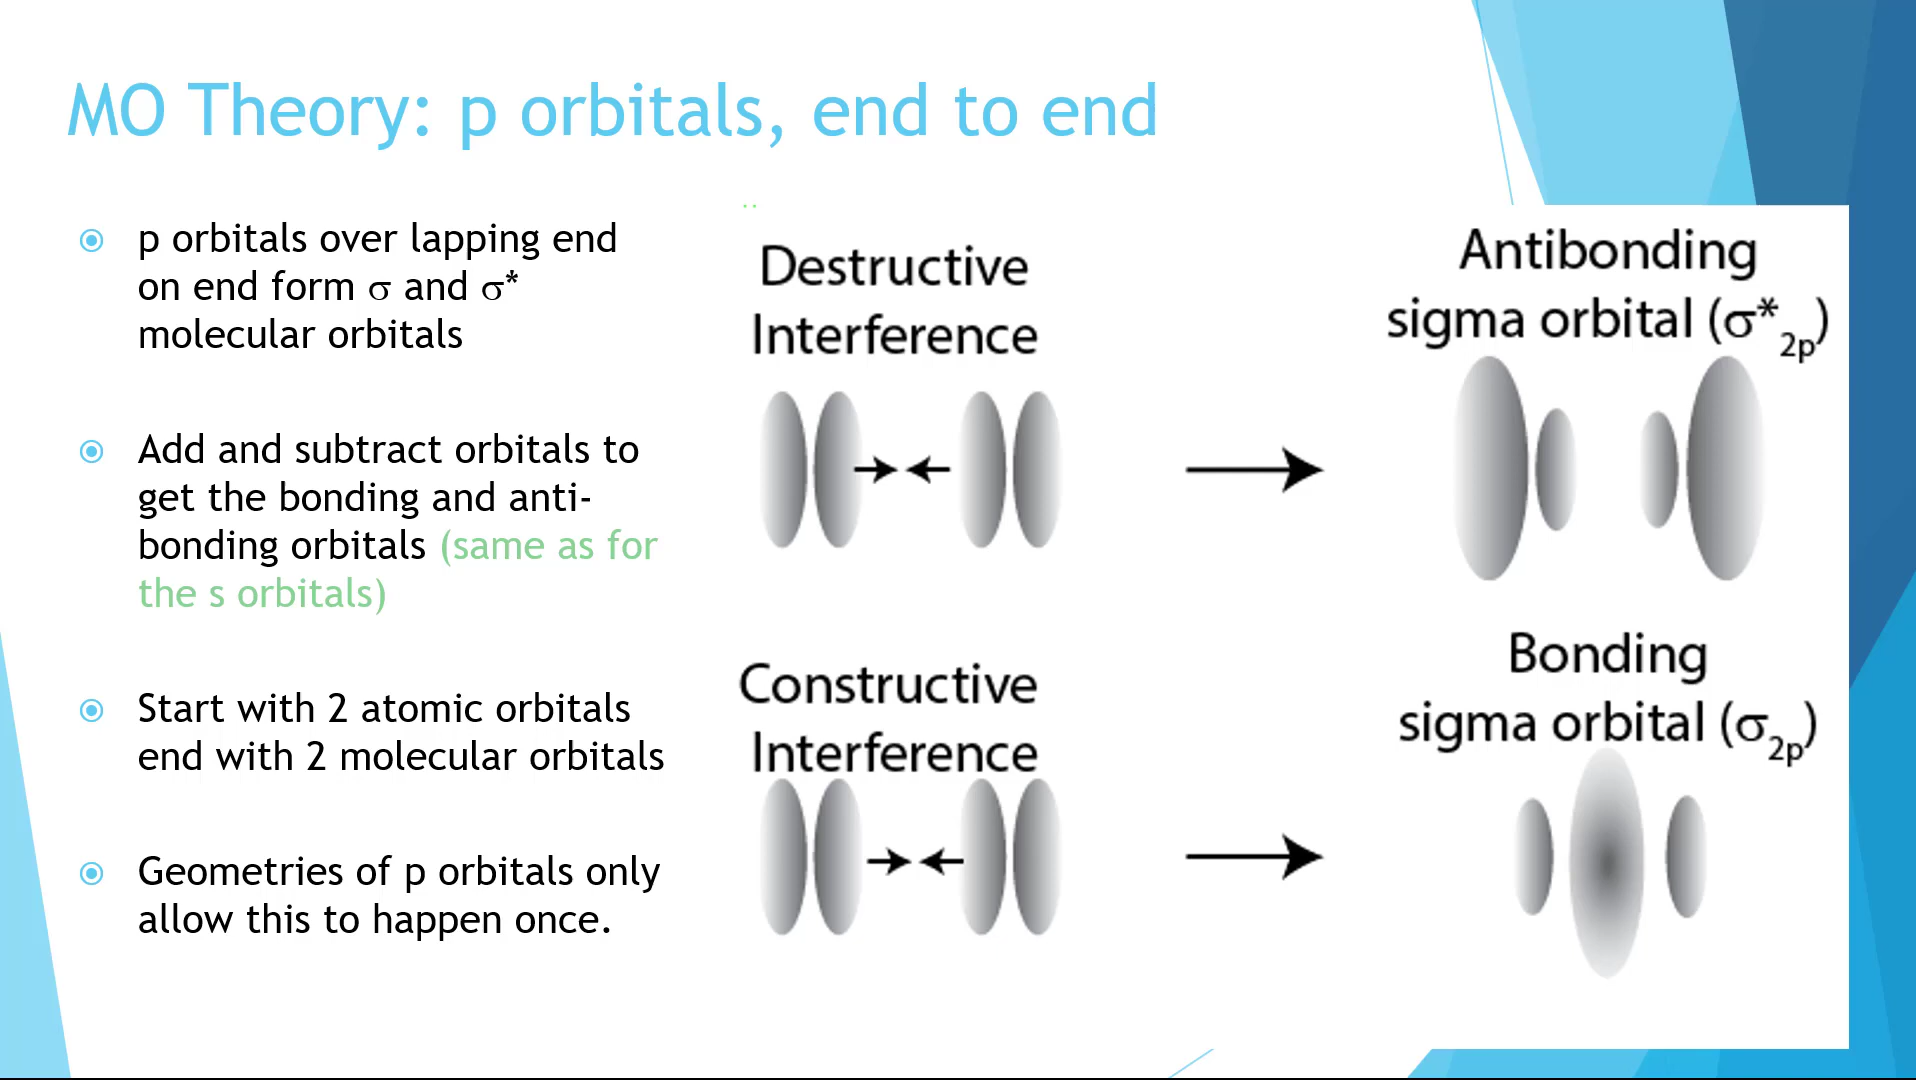 MO Theory: p orbitals, end to end
p orbitals over lapping end
on end form σ and σ*
molecular orbitals
Add and subtract orbitals to
get the bonding and anti-
bonding orbitals (same as for
the s orbitals)
Start with 2 atomic orbitals
end with 2 molecular orbitals
Geometries of p orbitals only
allow this to happen once.
Destructive
Interference
Antibonding
sigma orbital (σ*2p)
Constructive
Interference
Bonding
sigma orbital (σ2p)